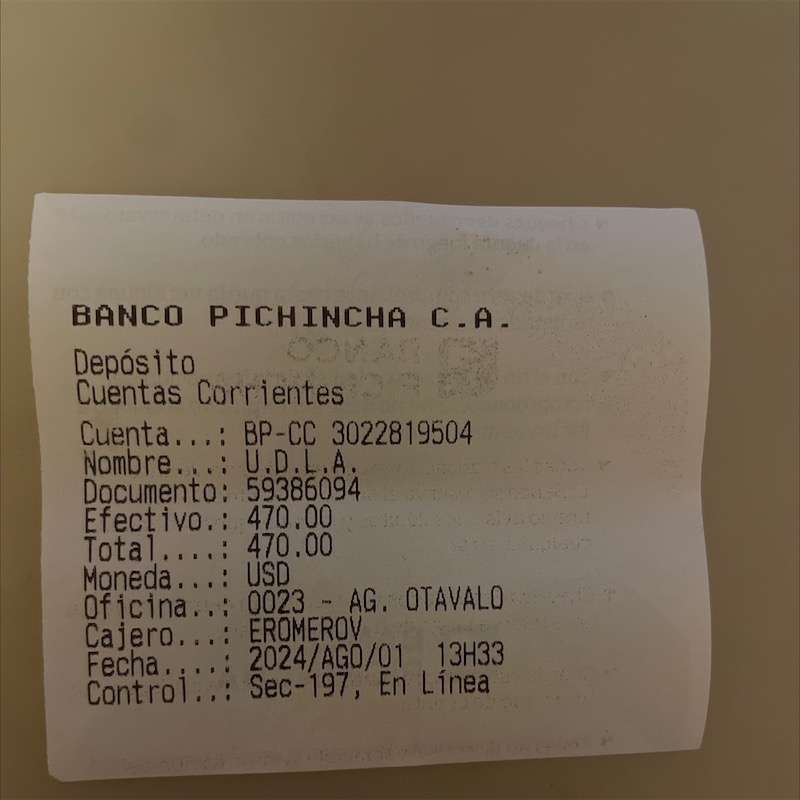 BANCO PICHINCHA C.A.
Depósito
Cuentas Corrientes
Cuenta...: BP-CC 3022819504
Nombre...: U.D.L.A.
Documento: 59386094
Efectivo.: 470.00
Total....: 470.00
Moneda...: USD
Oficina..: 0023 - AG. OTAVALO
Cajero...: EROMEROV
Fecha....: 2024/AGO/01 13H33
Control..: Sec-197, En Línea